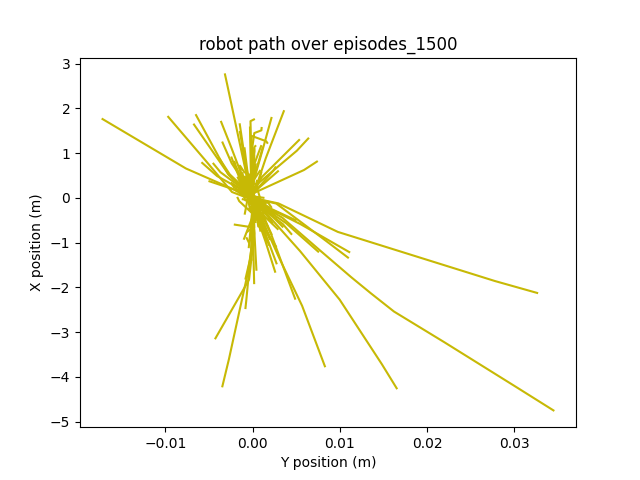 robot path over episodes_1500
3
2
1
0
−1
−2
−3
−4
−5
X position (m)
−0.01 0.00 0.01 0.02 0.03
Y position (m)